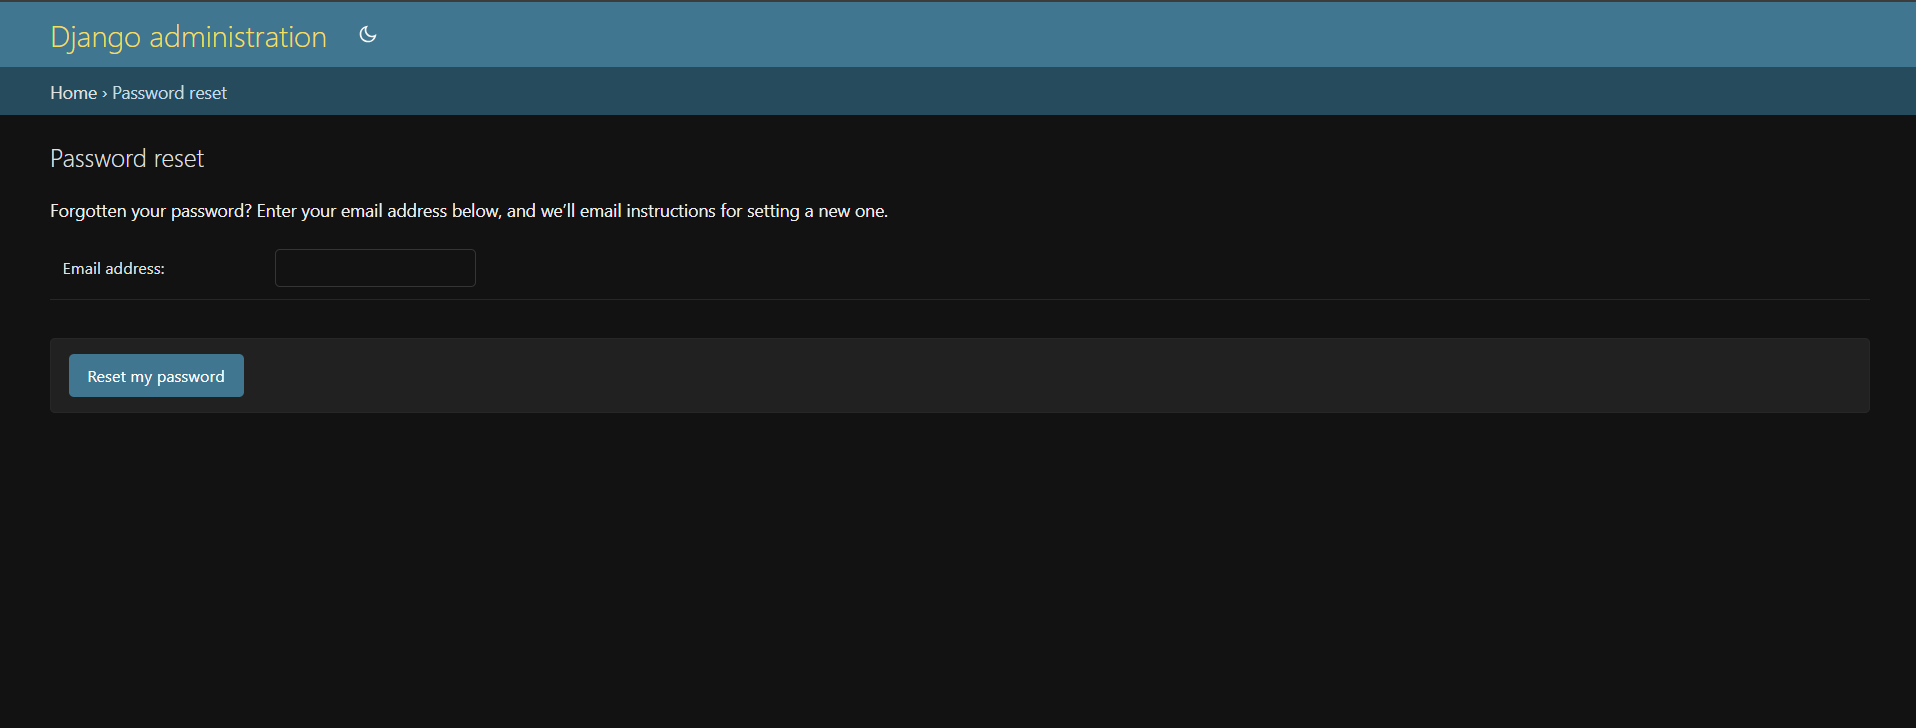 Django administration
Home › Password reset
Password reset
Forgotten your password? Enter your email address below, and we’ll email instructions for setting a new one.
Email address:
Reset my password